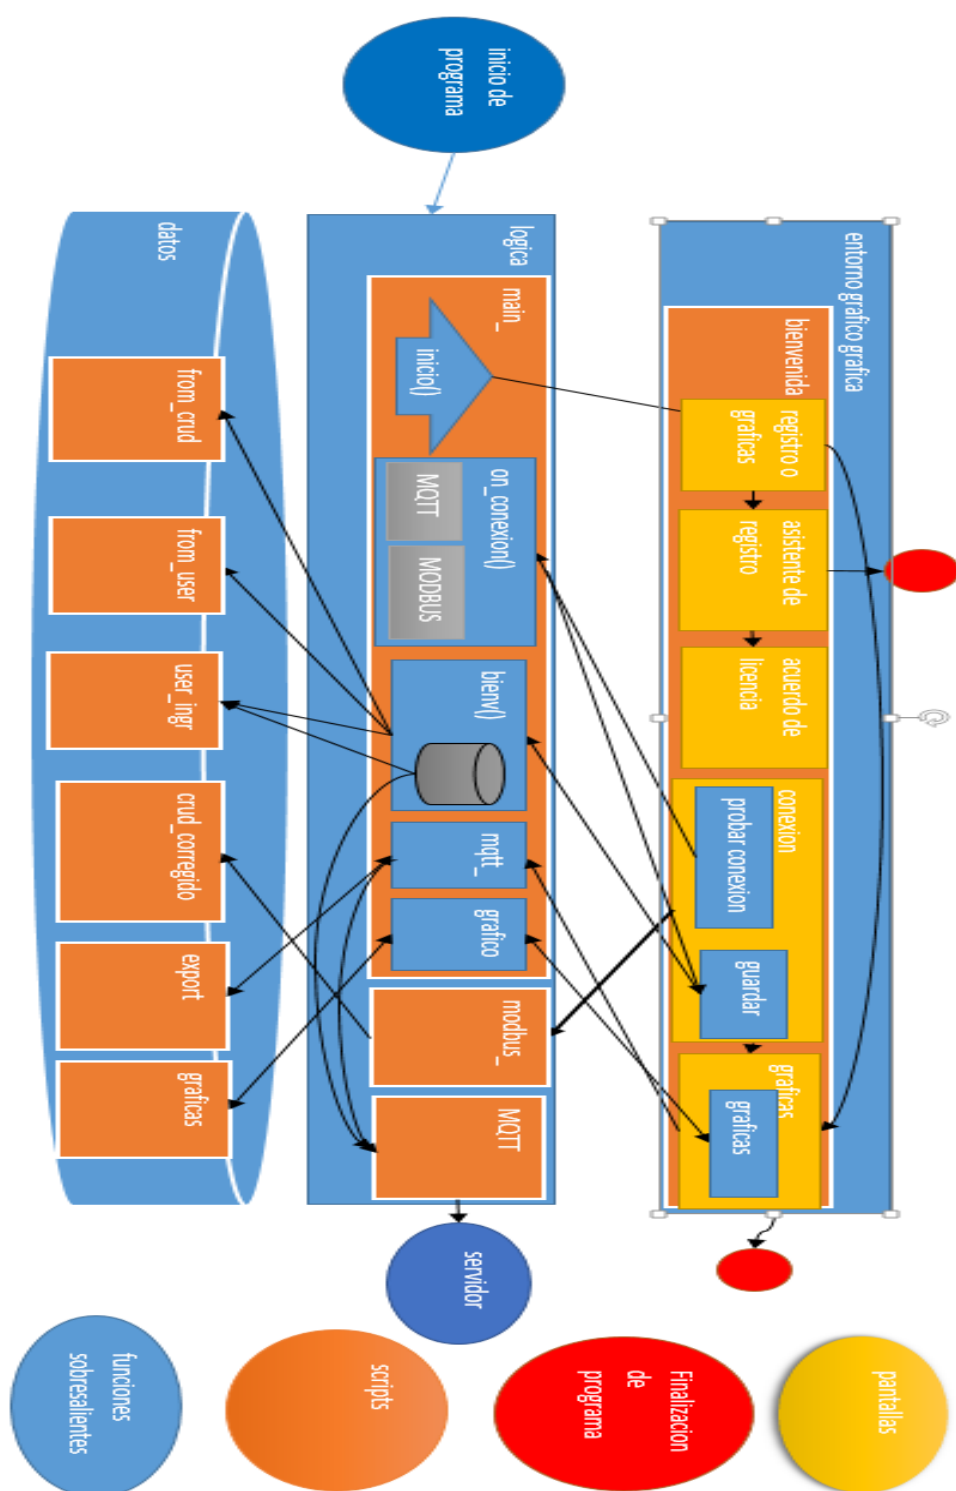 entorno grafico grafica
bienvenida
registro o
graficas
asistente de
registro
acuerdo de
licencia
conexion
probar conexion
guardar
graficas
graficas
inicio de
programa
logica
main_
inicio()
on_conexion()
MQTT
MODBUS
bienv()
mqtt_
grafico
modbus_
MQTT
servidor
datos
from_crud
from_user
user_ingr
crud_corregido
export
graficas
pantallas
Finalizacion
de
programa
scripts
funciones
sobresalientes